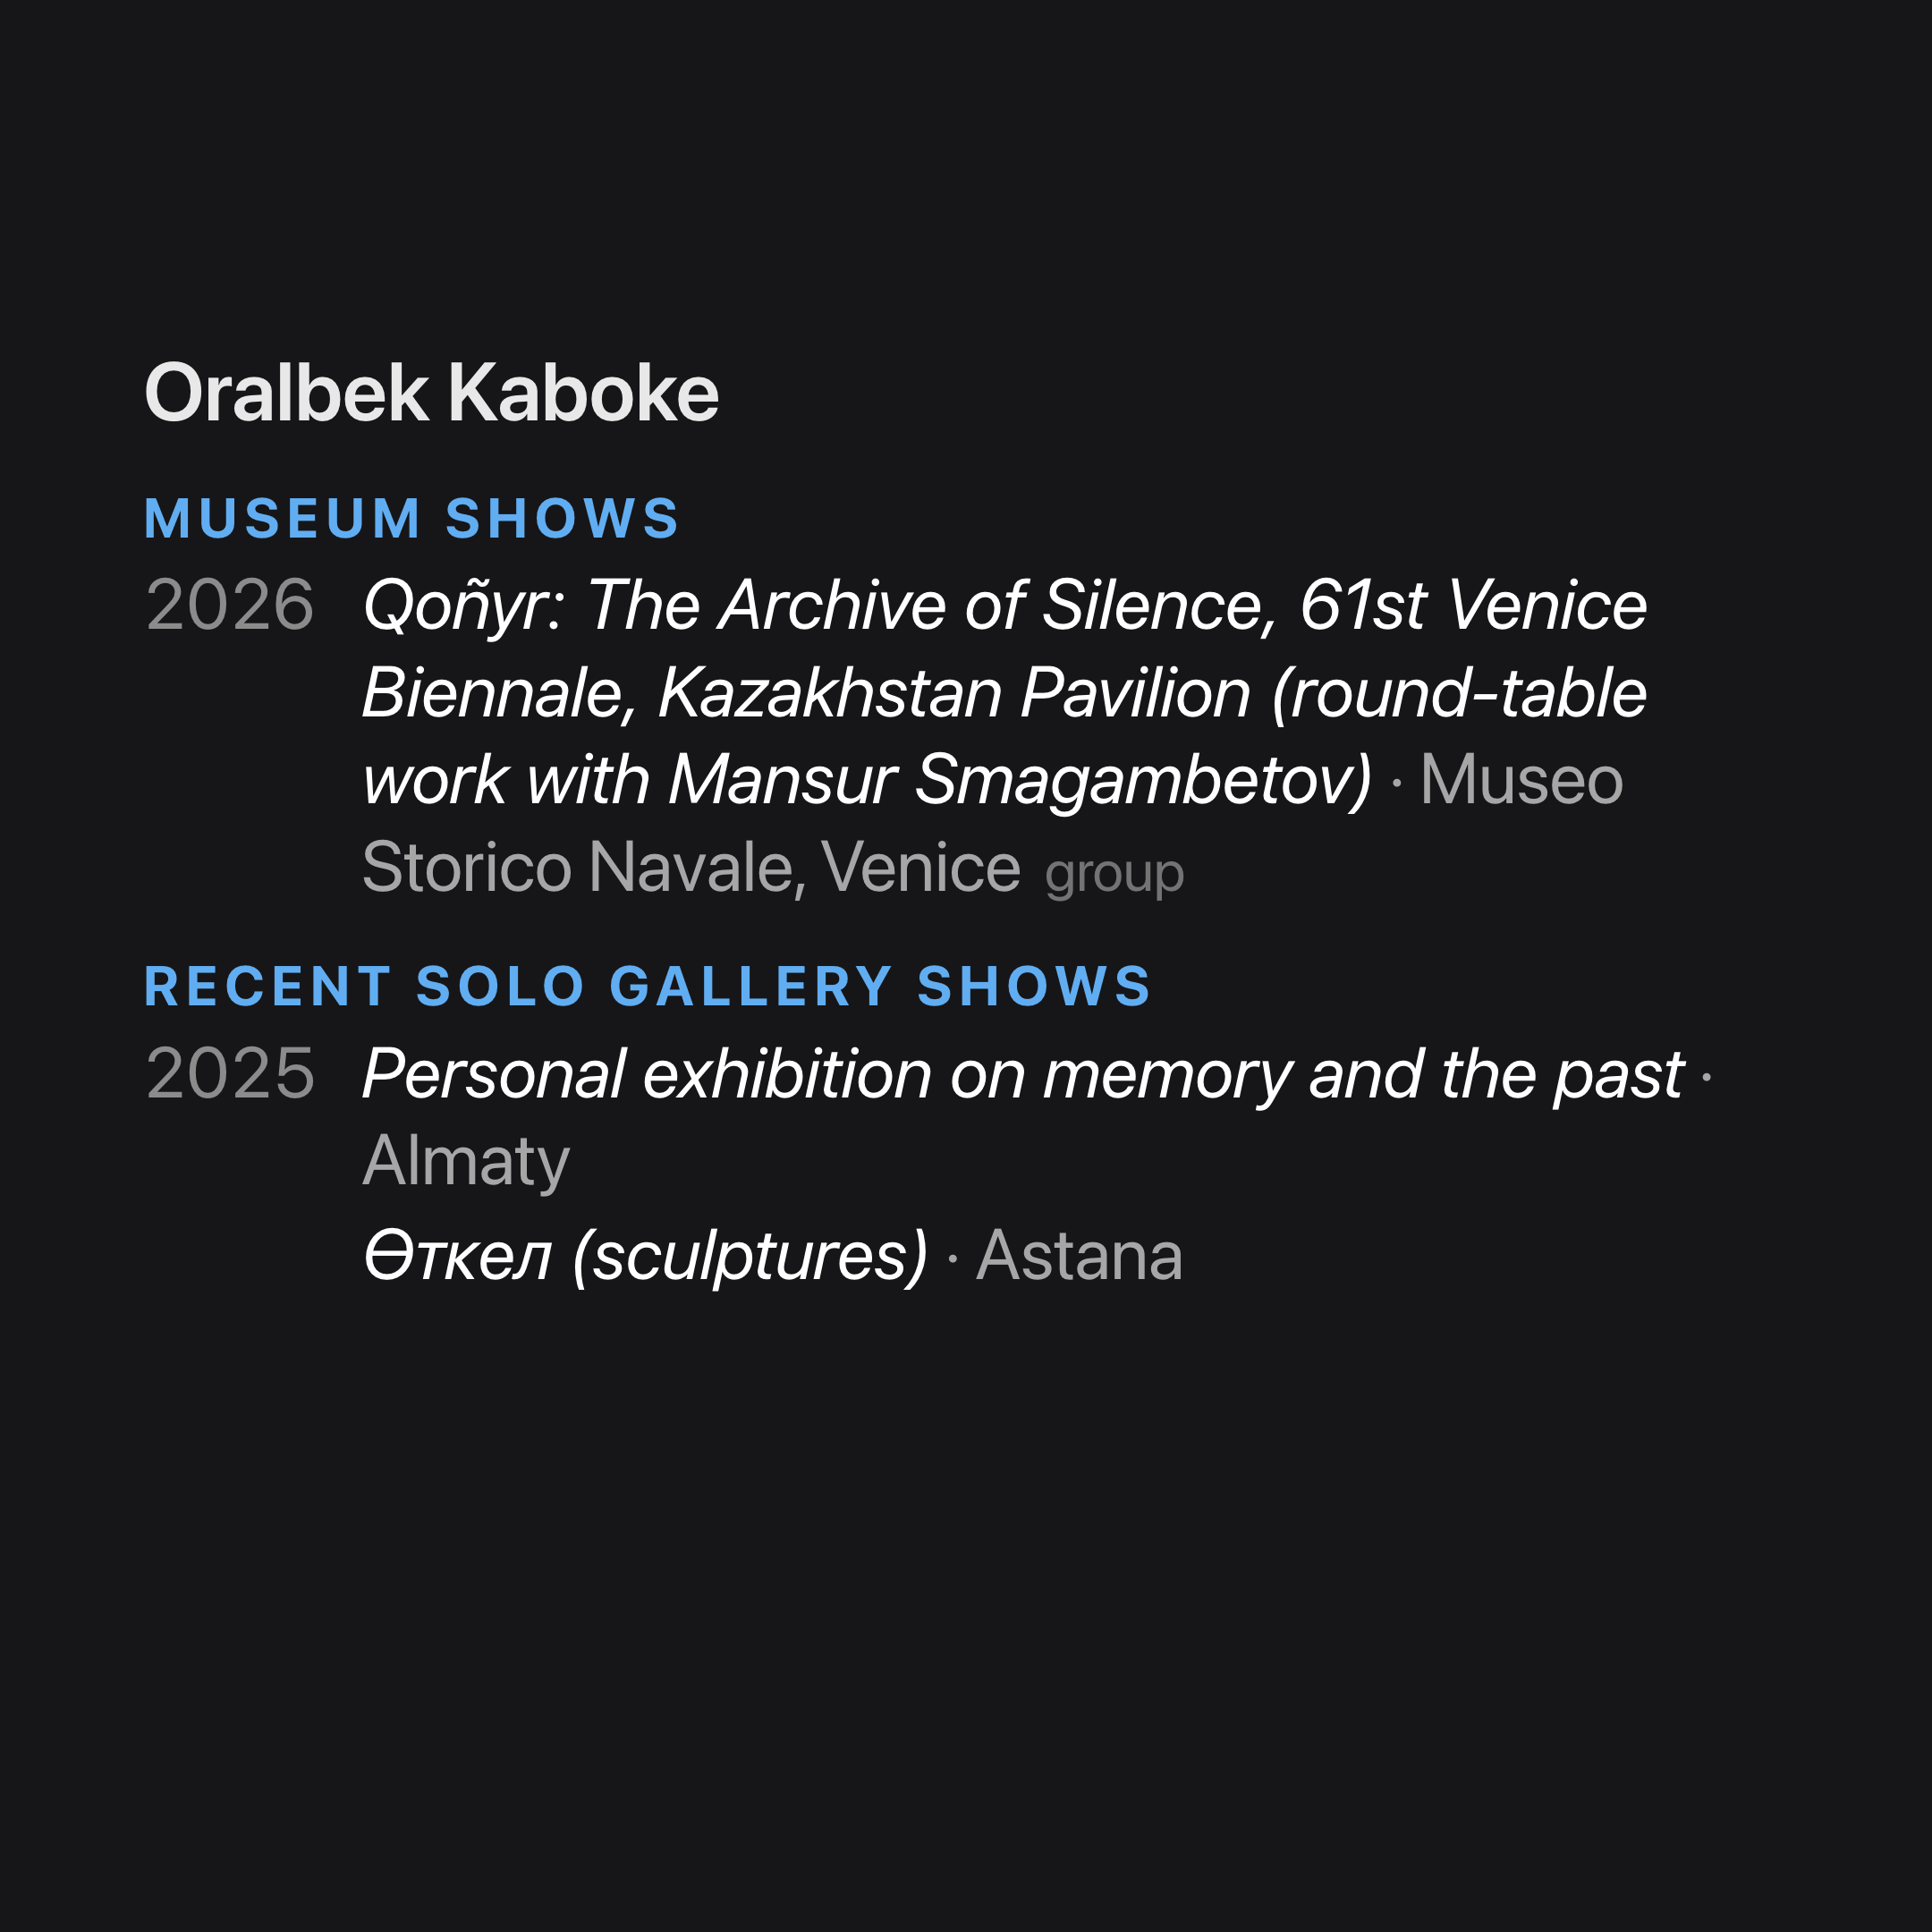 Oralbek Kaboke
MUSEUM SHOWS
2026 Qoñyr: The Archive of Silence, 61st Venice
Biennale, Kazakhstan Pavilion (round-table
work with Mansur Smagambetov) · Museo
Storico Navale, Venice group
RECENT SOLO GALLERY SHOWS
2025 Personal exhibition on memory and the past ·
Almaty
Өткел (sculptures) · Astana